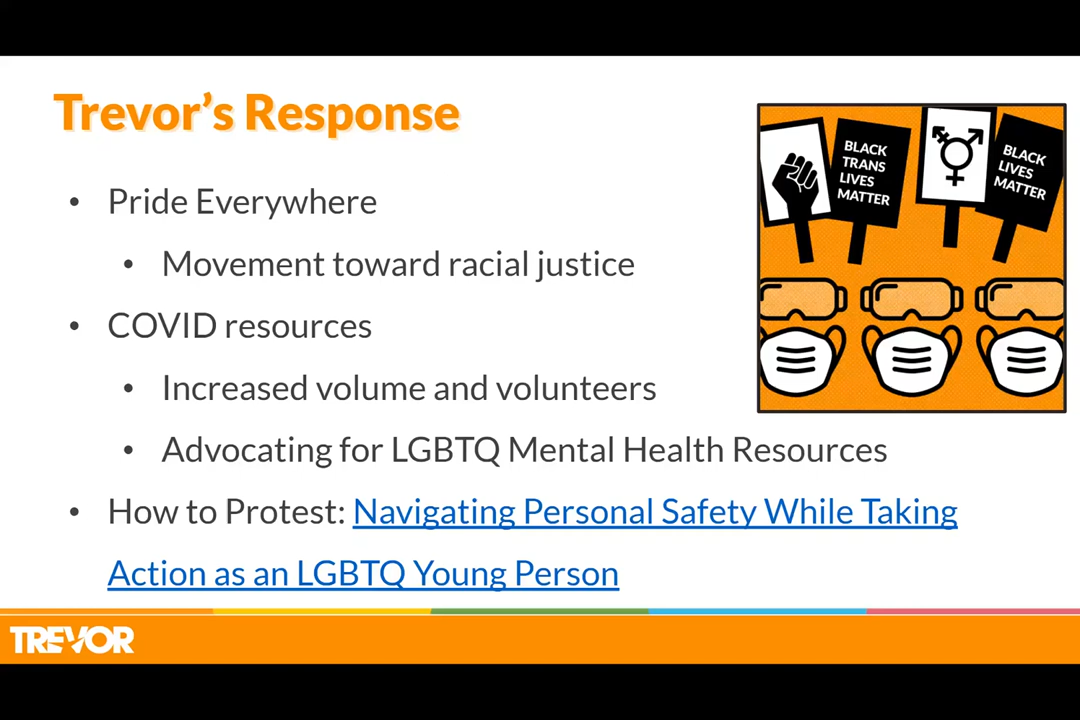 Trevor's Response
• Pride Everywhere
• Movement toward racial justice
• COVID resources
• Increased volume and volunteers
• Advocating for LGBTQ Mental Health Resources
• How to Protest: Navigating Personal Safety While Taking
Action as an LGBTQ Young Person
BLACK
TRANS
LIVES
MATTER
BLACK
LIVES
MATTER
TREVOR